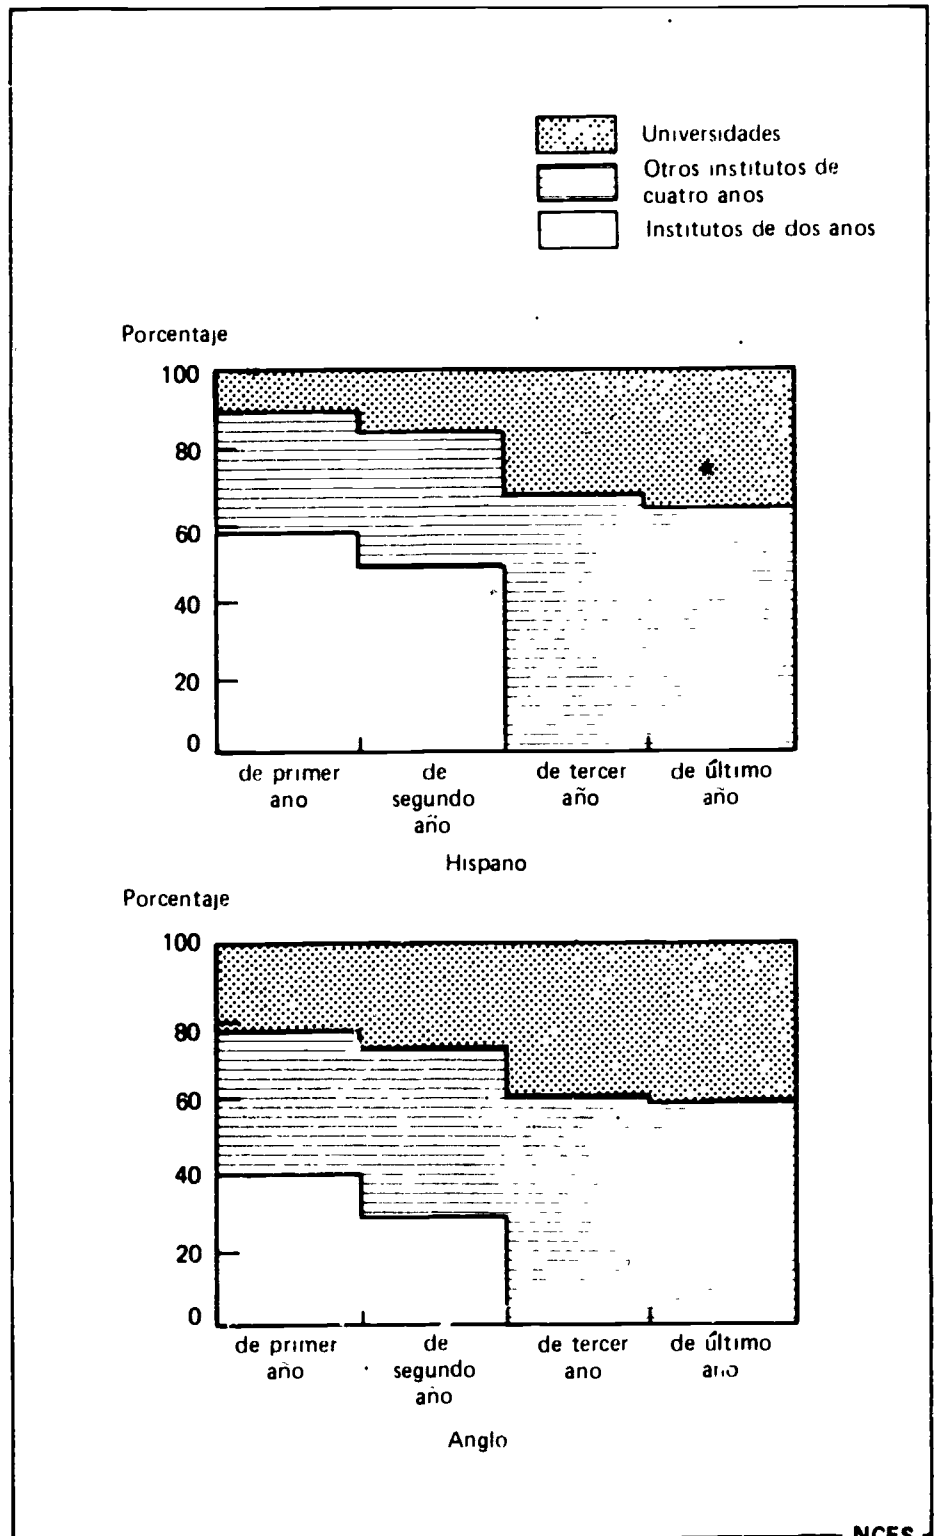 Universidades
Otros institutos de
cuatro anos
Institutos de dos anos
Porcentaje
100
80
60
40
20
0
de primer
ano
de
segundo
año
de tercer
año
de último
año
Hispano
Porcentaje
100
80
60
40
20
0
de primer
año
de
segundo
año
de tercer
ano
de último
año
Anglo
NCES